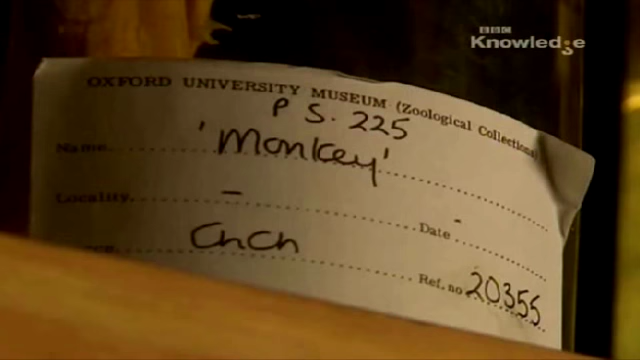 BBC
Knowledge
OXFORD UNIVERSITY MUSEUM (Zoological Collections)
P S. 225
Name 'Monkey'
Locality –
Date -
ChCh
Ref. no 20355